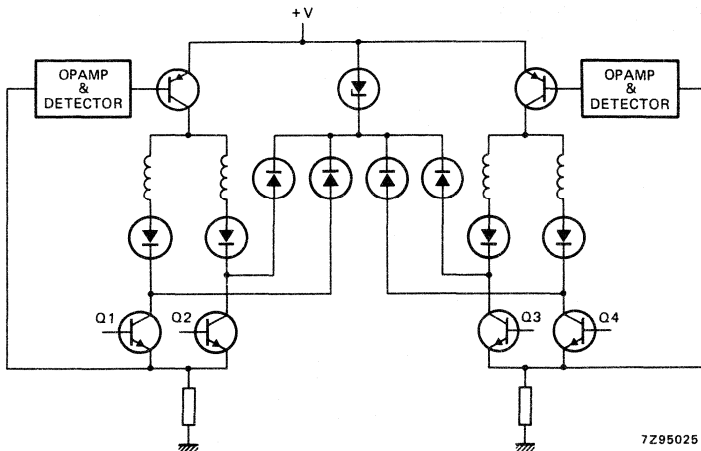 +V
OPAMP
&
DETECTOR
OPAMP
&
DETECTOR
Q1
Q2
Q3
Q4
7Z95025